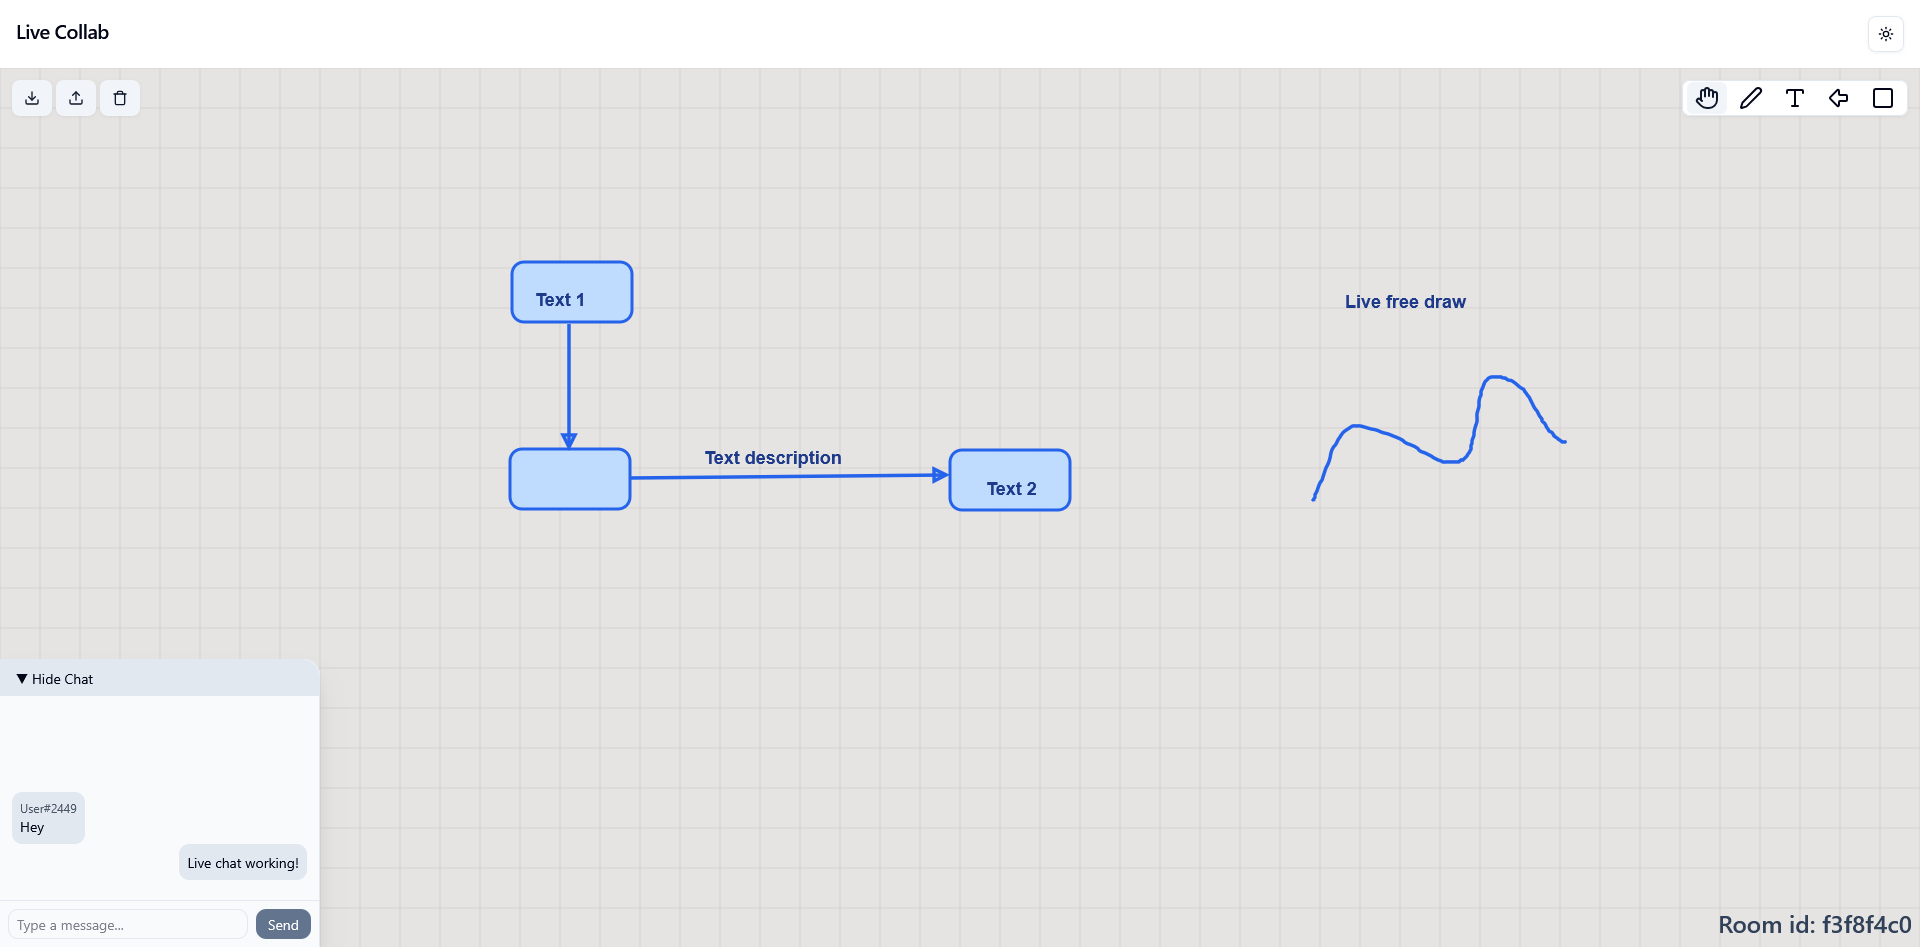 Live Collab
Text 1
Live free draw
Text description
Text 2
▼ Hide Chat
User#2449
Hey
Live chat working!
Type a message...
Send
Room id: f3f8f4c0